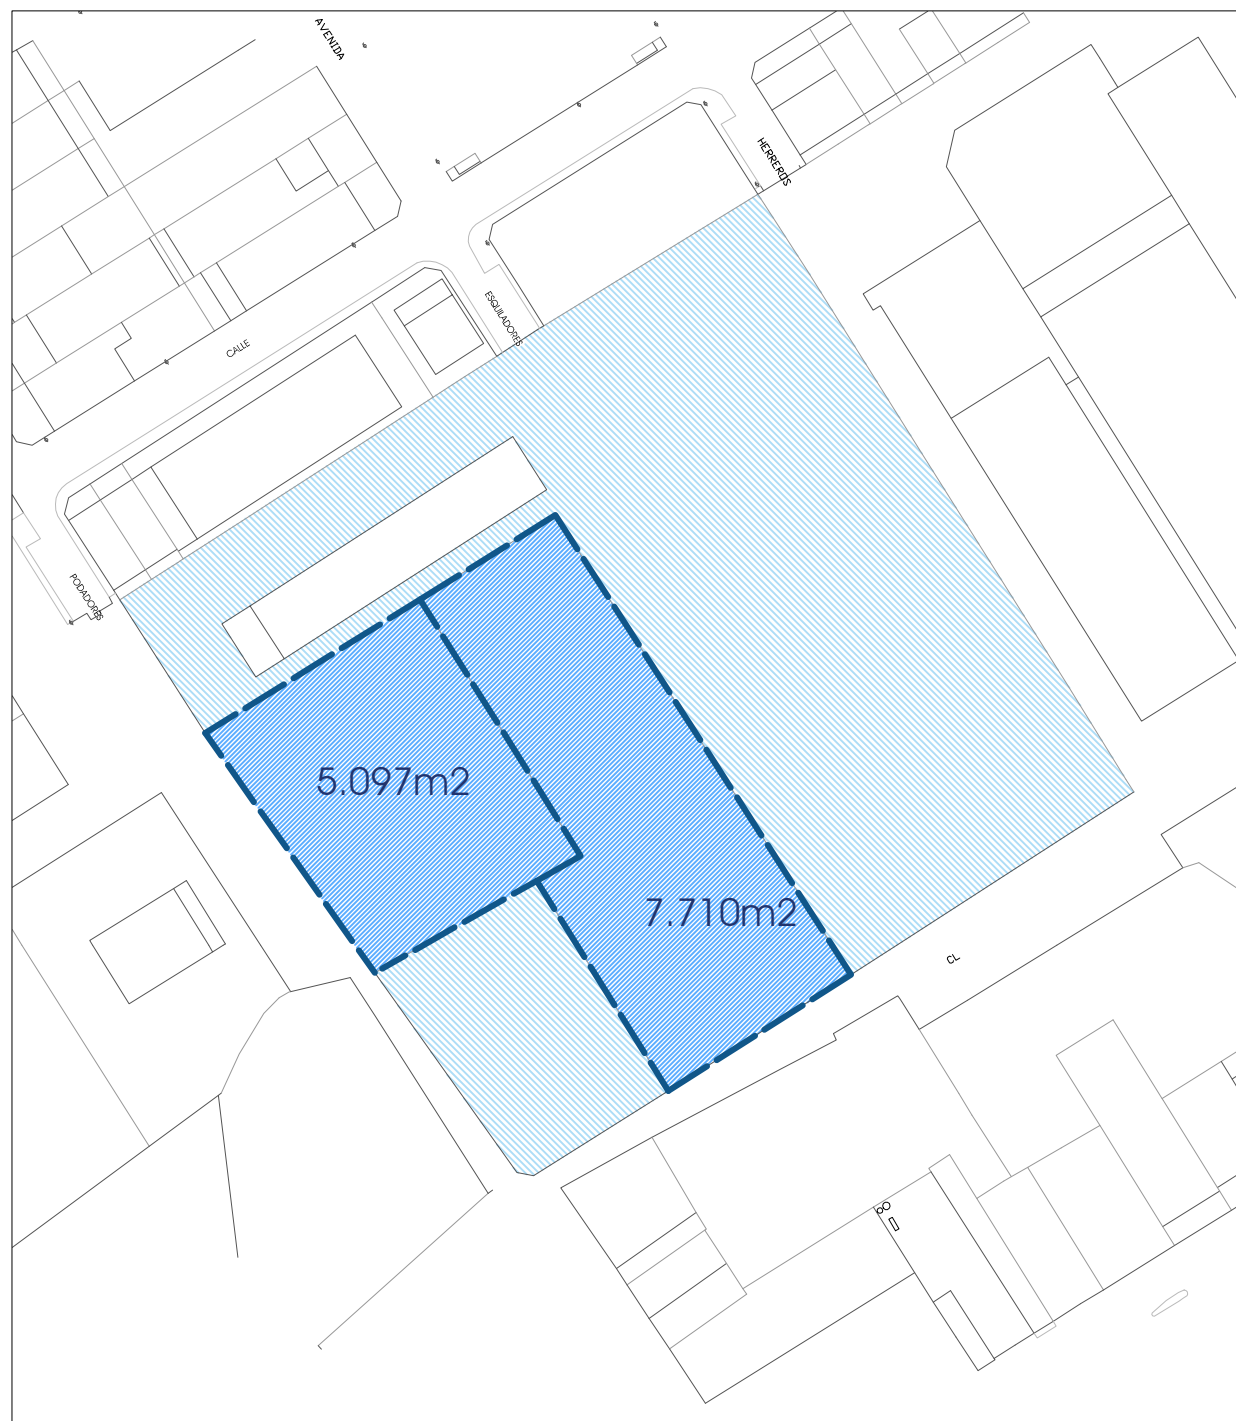 AVENIDA
HERREROS
ESQUILADORES
CALLE
PODADORES
5.097m2
7.710m2
CL